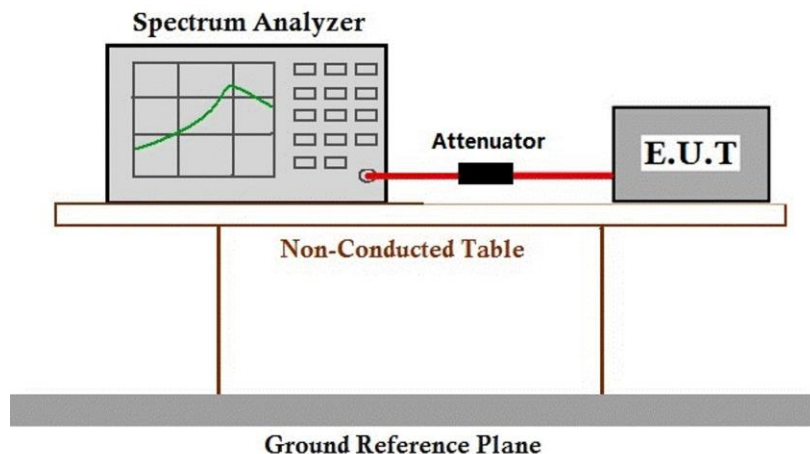 Spectrum Analyzer
Attenuator
E.U.T
Non-Conducted Table
Ground Reference Plane